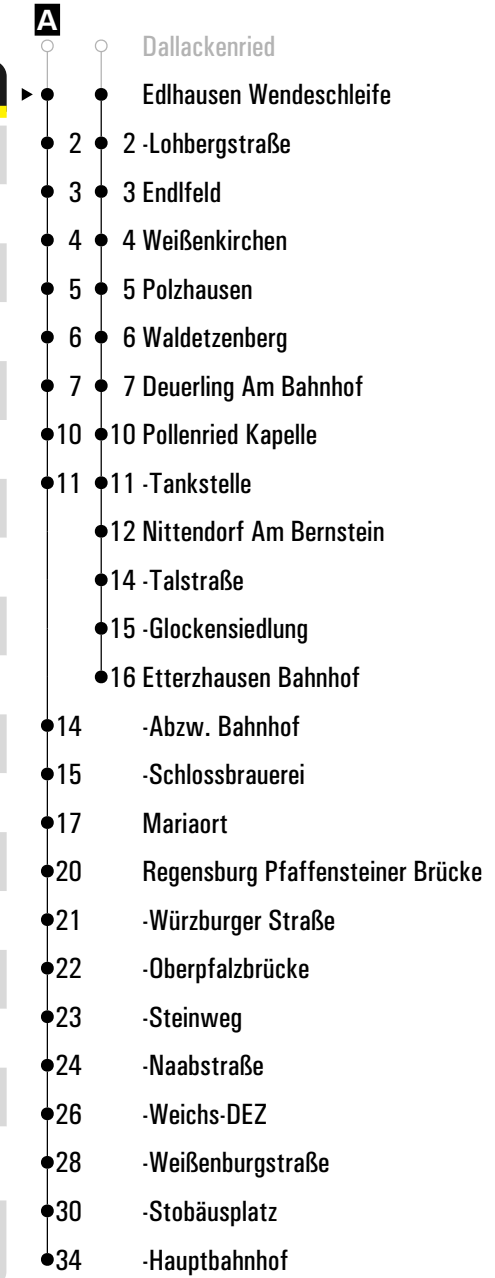 A
Dallackenried
Edlhausen Wendeschleife
2 2 -Lohbergstraße
3 3 Endlfeld
4 4 Weißenkirchen
5 5 Polzhausen
6 6 Waldetzenberg
7 7 Deuerling Am Bahnhof
10 10 Pollenried Kapelle
11 11 -Tankstelle
12 Nittendorf Am Bernstein
14 -Talstraße
15 -Glockensiedlung
16 Etterzhausen Bahnhof
14 -Abzw. Bahnhof
15 -Schlossbrauerei
17 Mariaort
20 Regensburg Pfaffensteiner Brücke
21 -Würzburger Straße
22 -Oberpfalzbrücke
23 -Steinweg
24 -Naabstraße
26 -Weichs-DEZ
28 -Weißenburgstraße
30 -Stobäusplatz
34 -Hauptbahnhof